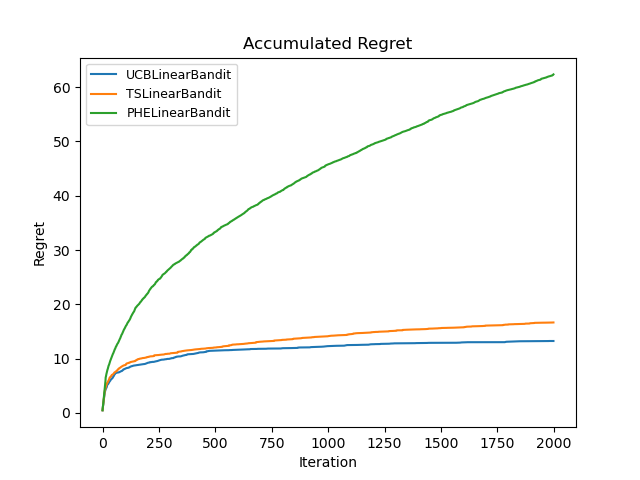 Accumulated Regret
UCBLinearBandit
TSLinearBandit
PHELinearBandit
Regret
60
50
40
30
20
10
0
0 250 500 750 1000 1250 1500 1750 2000
Iteration